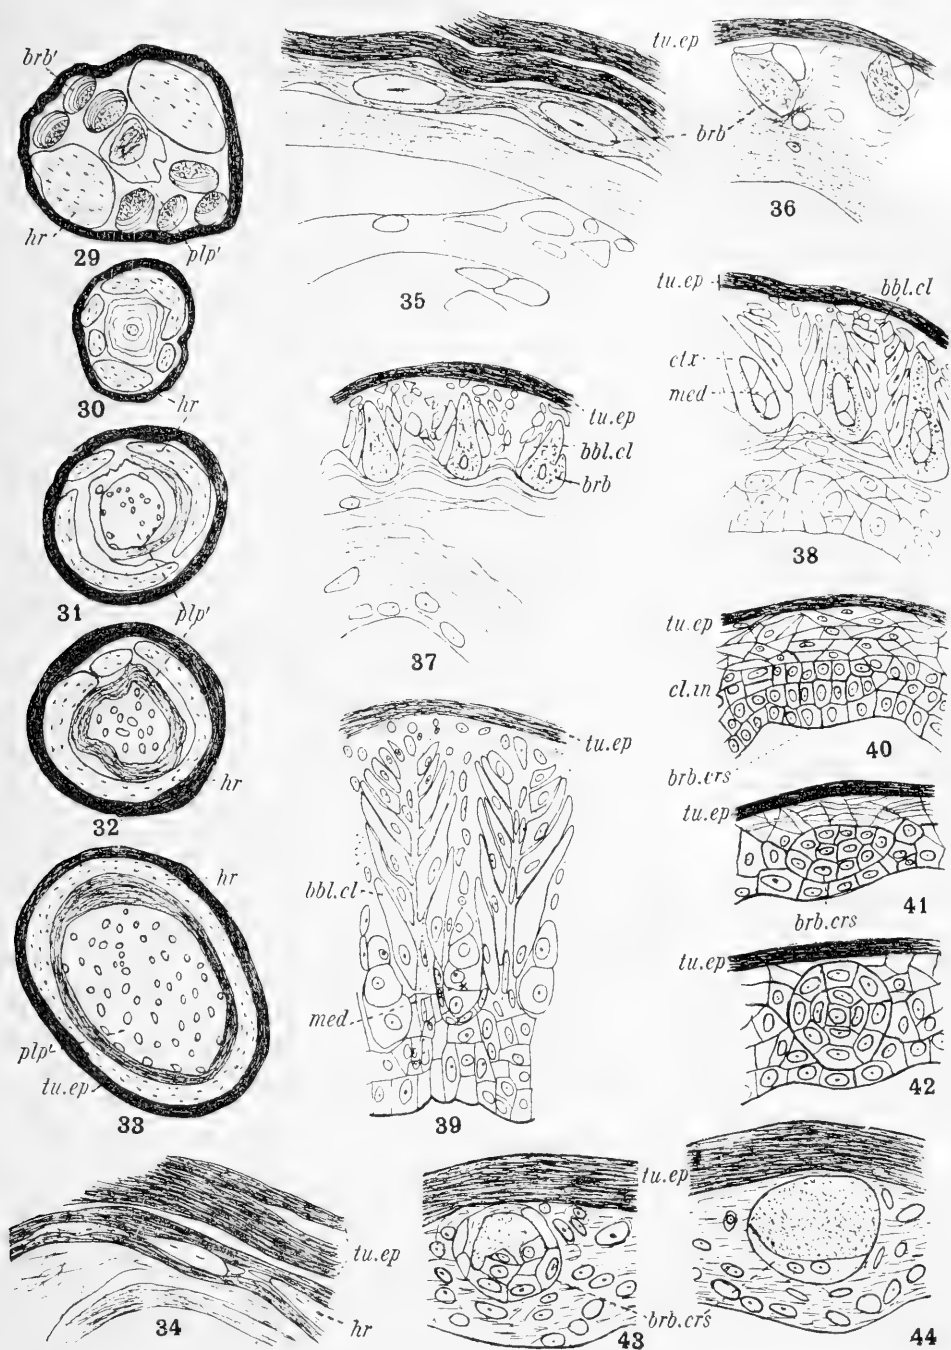 brb'
hr
29
plp'
30
hr
31
plp'
32
hr
hr
plp'
tu.ep
33
34
tu.ep
hr
35
tu.ep
brb
36
37
tu.ep
bbl.cl
brb
tu.ep
bbl.cl
ctx
med
38
tu.ep
bbl.cl
med
39
tu.ep
cl.in
40
brb.crs
tu.ep
41
brb.crs
tu.ep
42
43
tu.ep
brb.crs
44